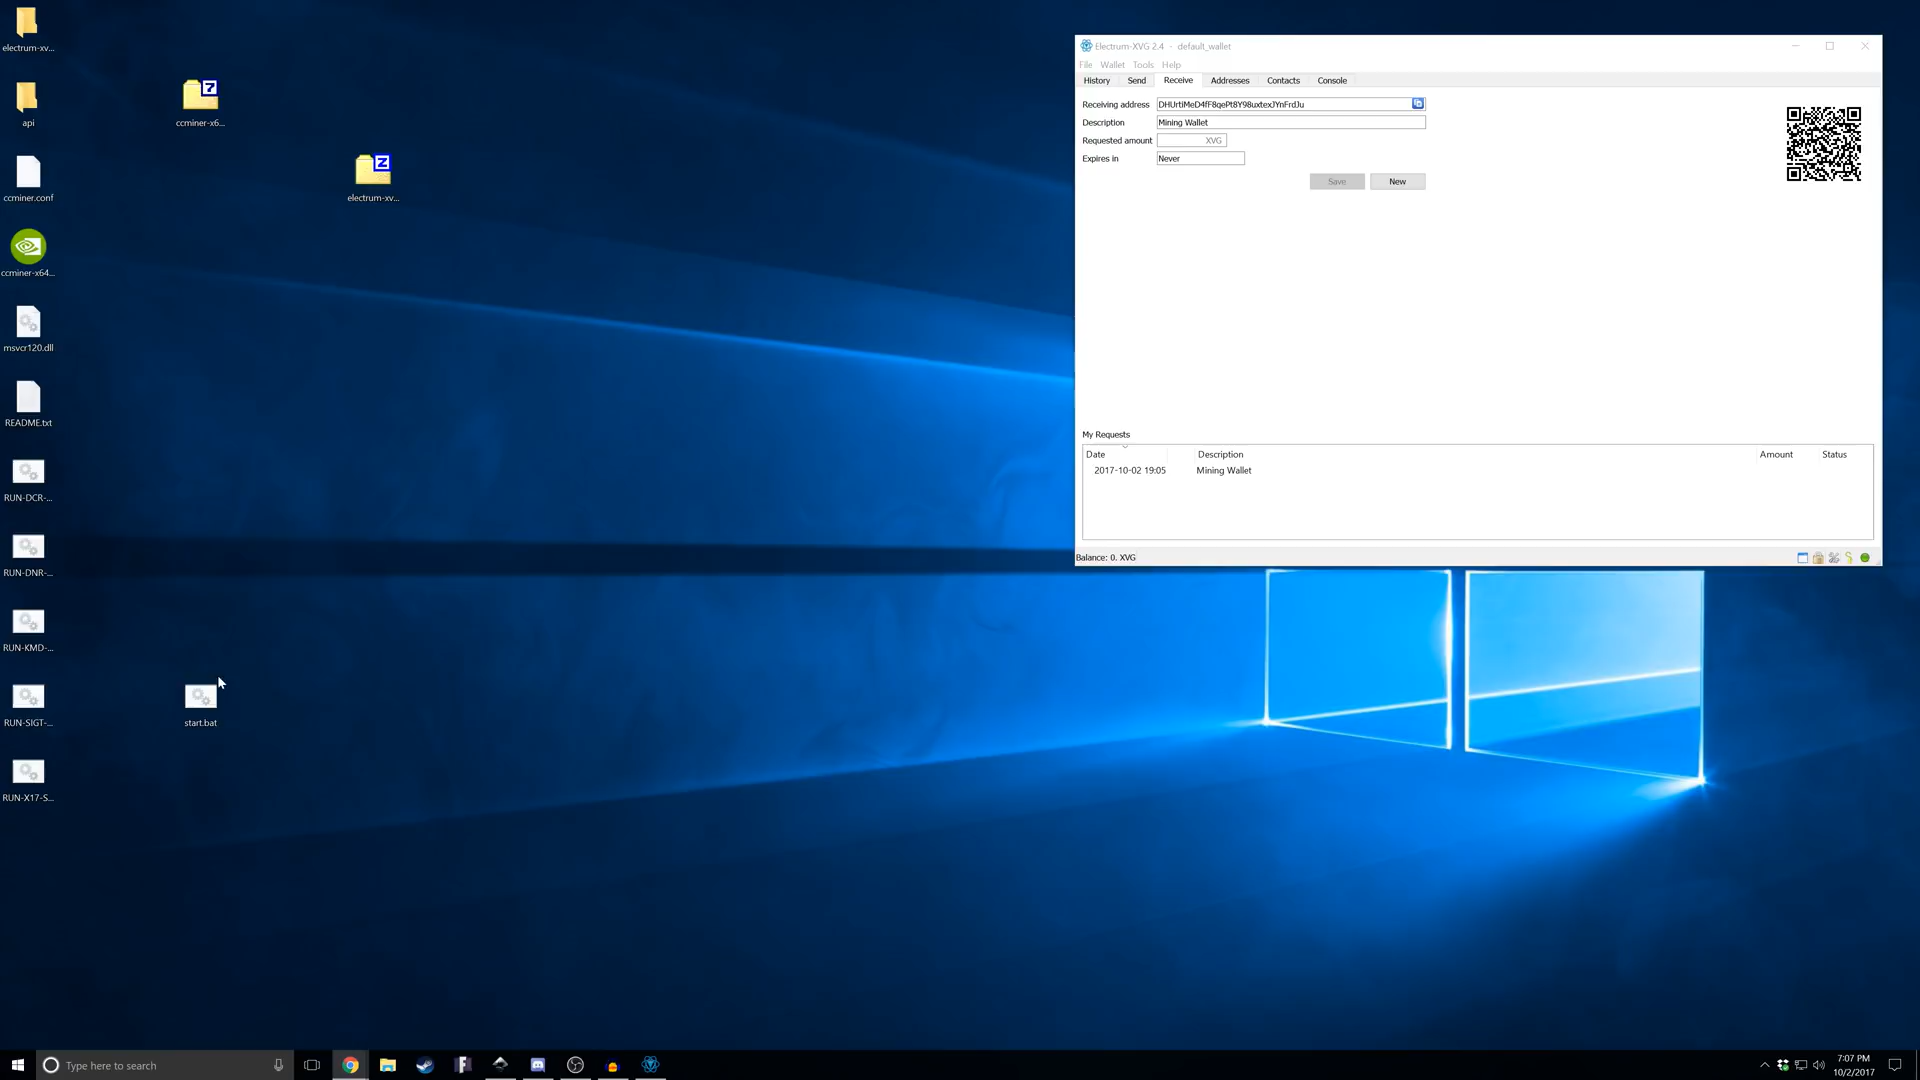 electrum-xv...
api
ccminer.conf
ccminer-x64...
msvcr120.dll
README.txt
RUN-DCR-...
RUN-DNR-...
RUN-KMD-...
RUN-SIGT-...
RUN-X17-S...
7
ccminer-x6...
Z
electrum-xv...
start.bat
Electrum-XVG 2.4 - default_wallet
File Wallet Tools Help
History Send Receive Addresses Contacts Console
Receiving address DHUrtiMeD4fF8qePt8Y98uxtexJYnFrdJu
Description Mining Wallet
Requested amount XVG
Expires in Never
Save New
My Requests
Date Description Amount Status
2017-10-02 19:05 Mining Wallet
Balance: 0. XVG
Type here to search
7:07 PM
10/2/2017